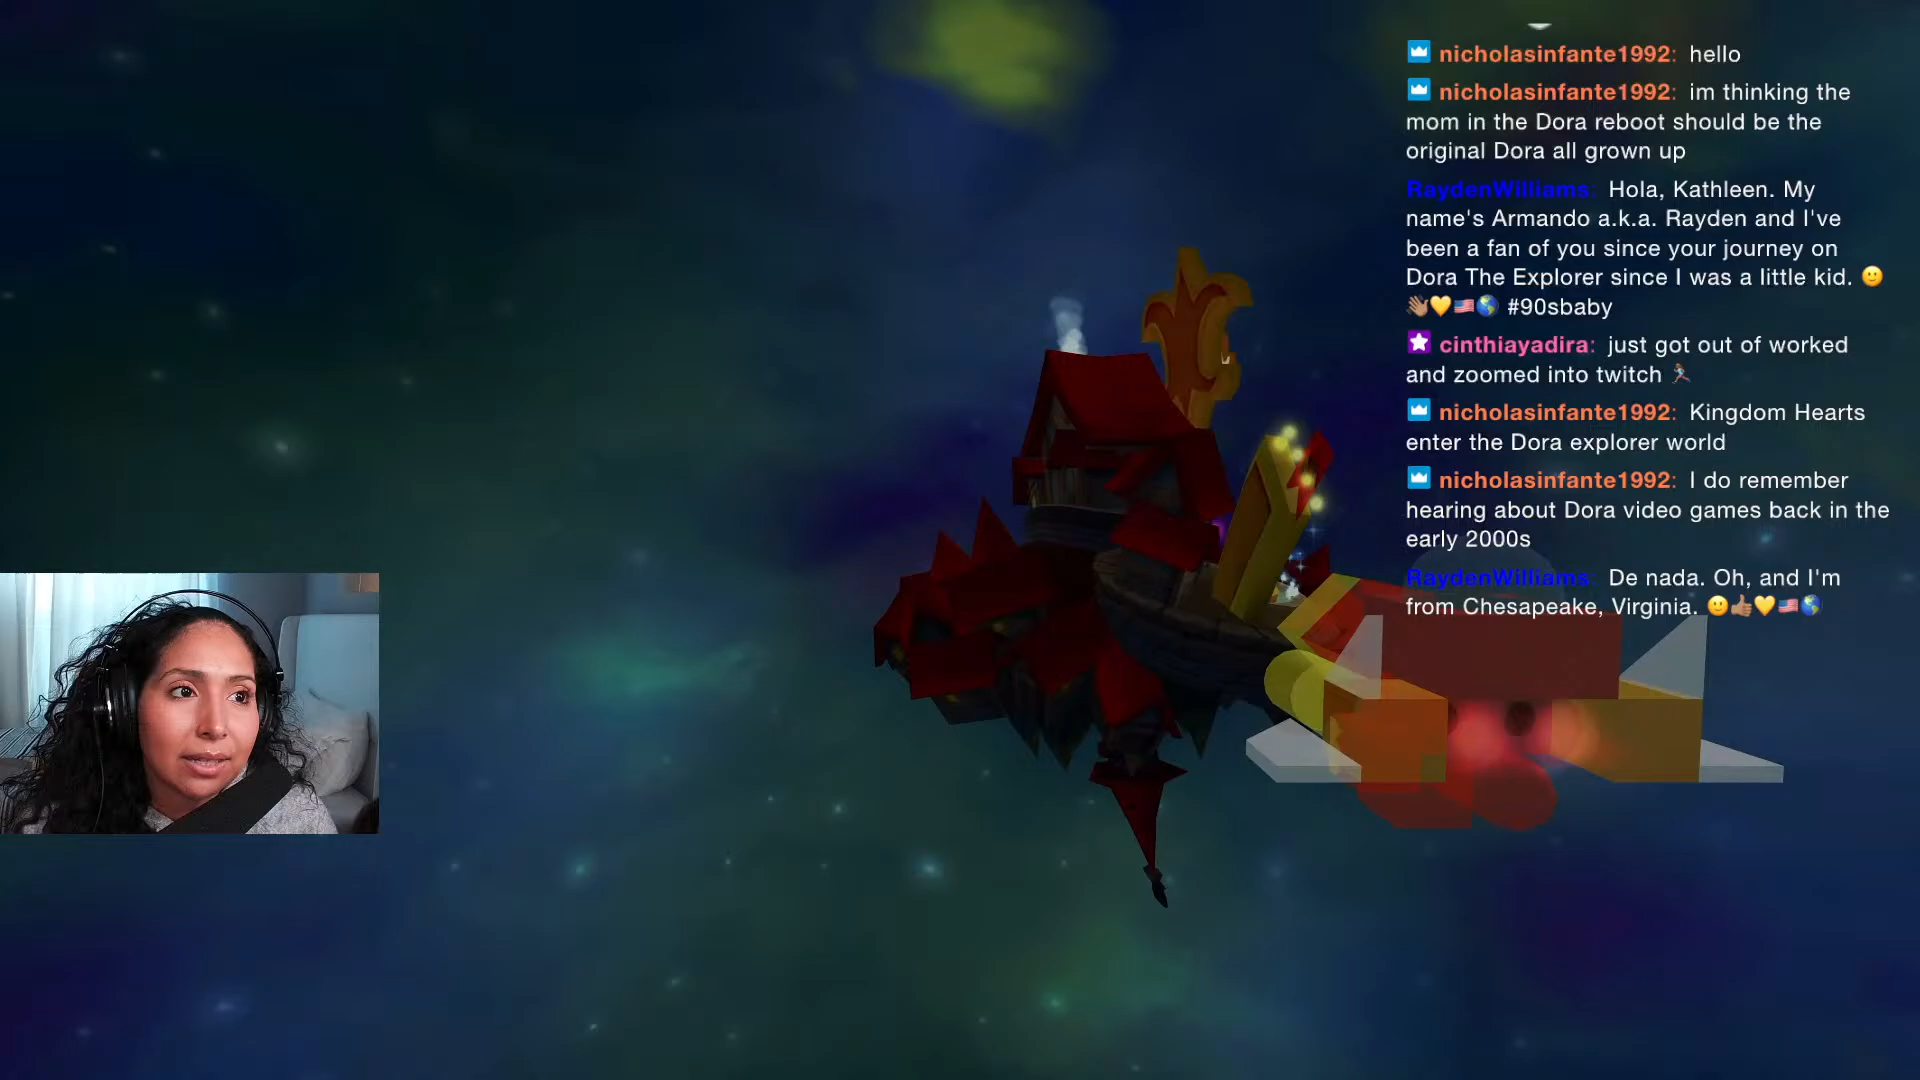 nicholasinfante1992: hello
nicholasinfante1992: im thinking the
mom in the Dora reboot should be the
original Dora all grown up
RaydenWilliams: Hola, Kathleen. My
name's Armando a.k.a. Rayden and I've
been a fan of you since your journey on
Dora The Explorer since I was a little kid. 🙂
👋🏽💛🇺🇸🌎 #90sbaby
cinthiayadira: just got out of worked
and zoomed into twitch 🏃🏽‍♀️
nicholasinfante1992: Kingdom Hearts
enter the Dora explorer world
nicholasinfante1992: I do remember
hearing about Dora video games back in the
early 2000s
RaydenWilliams: De nada. Oh, and I'm
from Chesapeake, Virginia. 🙂👍🏽💛🇺🇸🌎